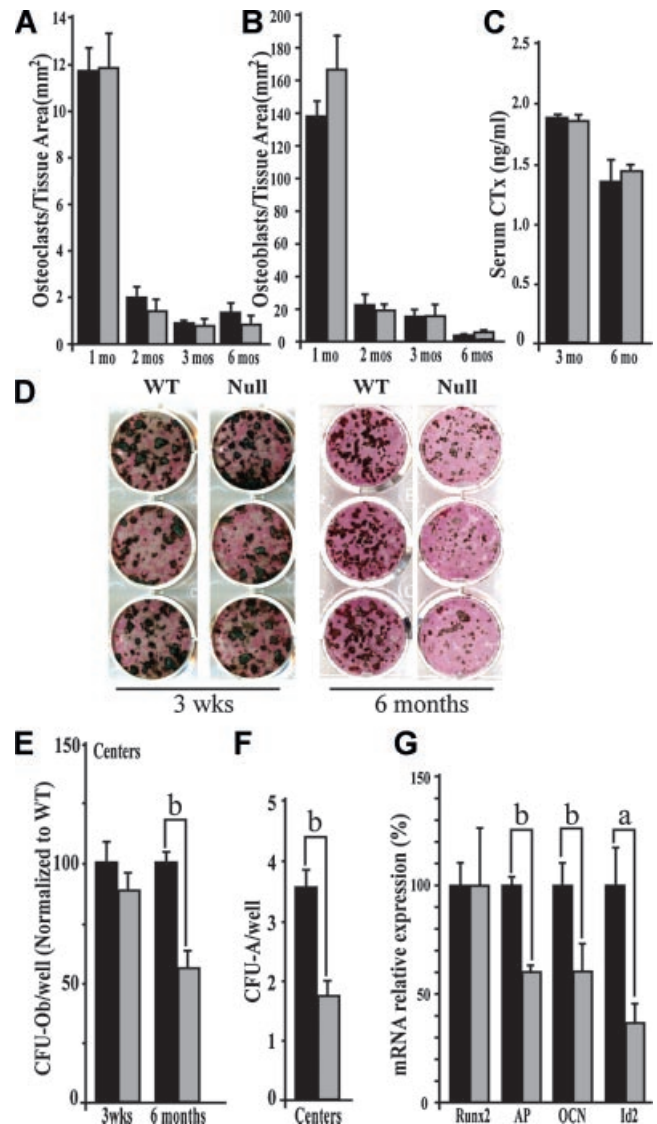 A
Osteoclasts/Tissue Area(mm²)
14
12
10
8
6
4
2
0
1 mo
2 mos
3 mos
6 mos
B
Osteoblasts/Tissue Area(mm²)
200
180
160
140
120
100
80
60
40
20
0
1 mo
2 mos
3 mos
6 mos
C
Serum CTx (ng/ml)
2.5
2.0
1.5
1.0
0.5
0
3 mo
6 mo
D
WT Null WT Null
3 wks
6 months
E
Centers
CFU-Ob/well (Normalized to WT)
150
100
50
0
b
3wks
6 months
F
CFU-A/well
5
4
3
2
1
0
b
Centers
G
mRNA relative expression (%)
150
100
50
0
b
b
a
Runx2
AP
OCN
Id2